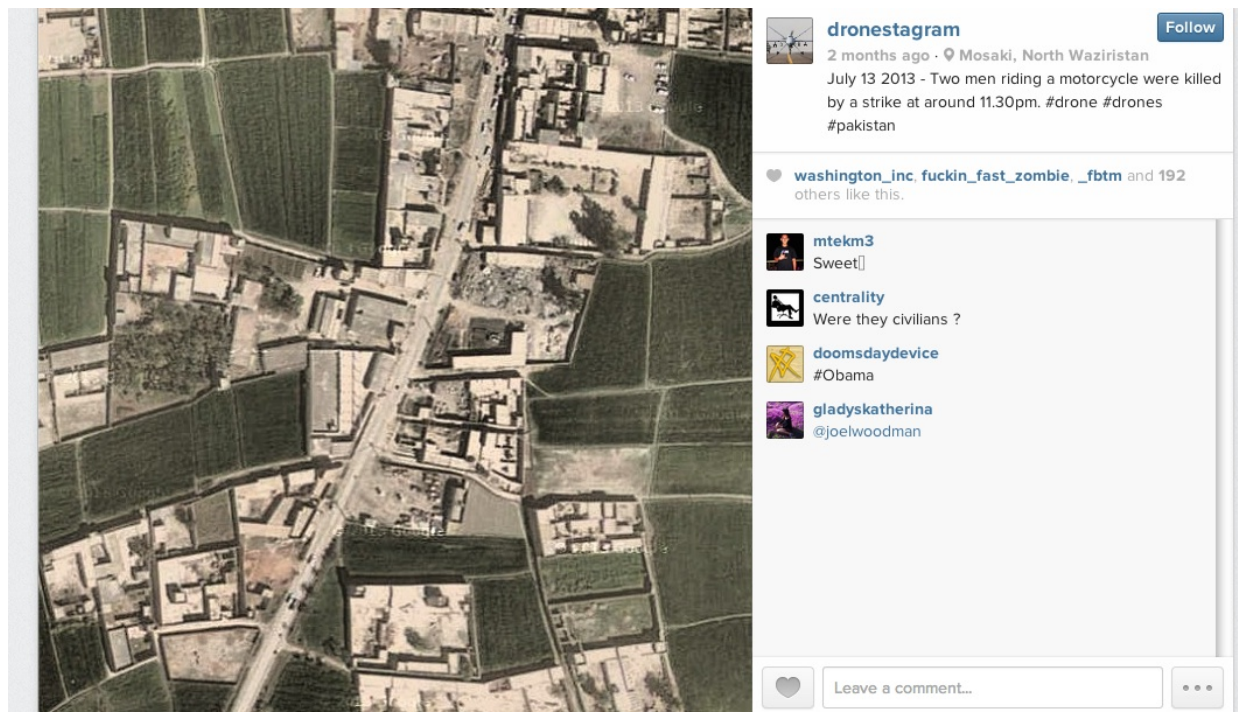 dronestagram
Follow
2 months ago · Mosaki, North Waziristan
July 13 2013 - Two men riding a motorcycle were killed
by a strike at around 11.30pm. #drone #drones
#pakistan
washington_inc, fuckin_fast_zombie, _fbtm and 192
others like this.
mtekm3
Sweet
centrality
Were they civilians ?
doomsdaydevice
#Obama
gladyskatherina
@joelwoodman
Leave a comment...